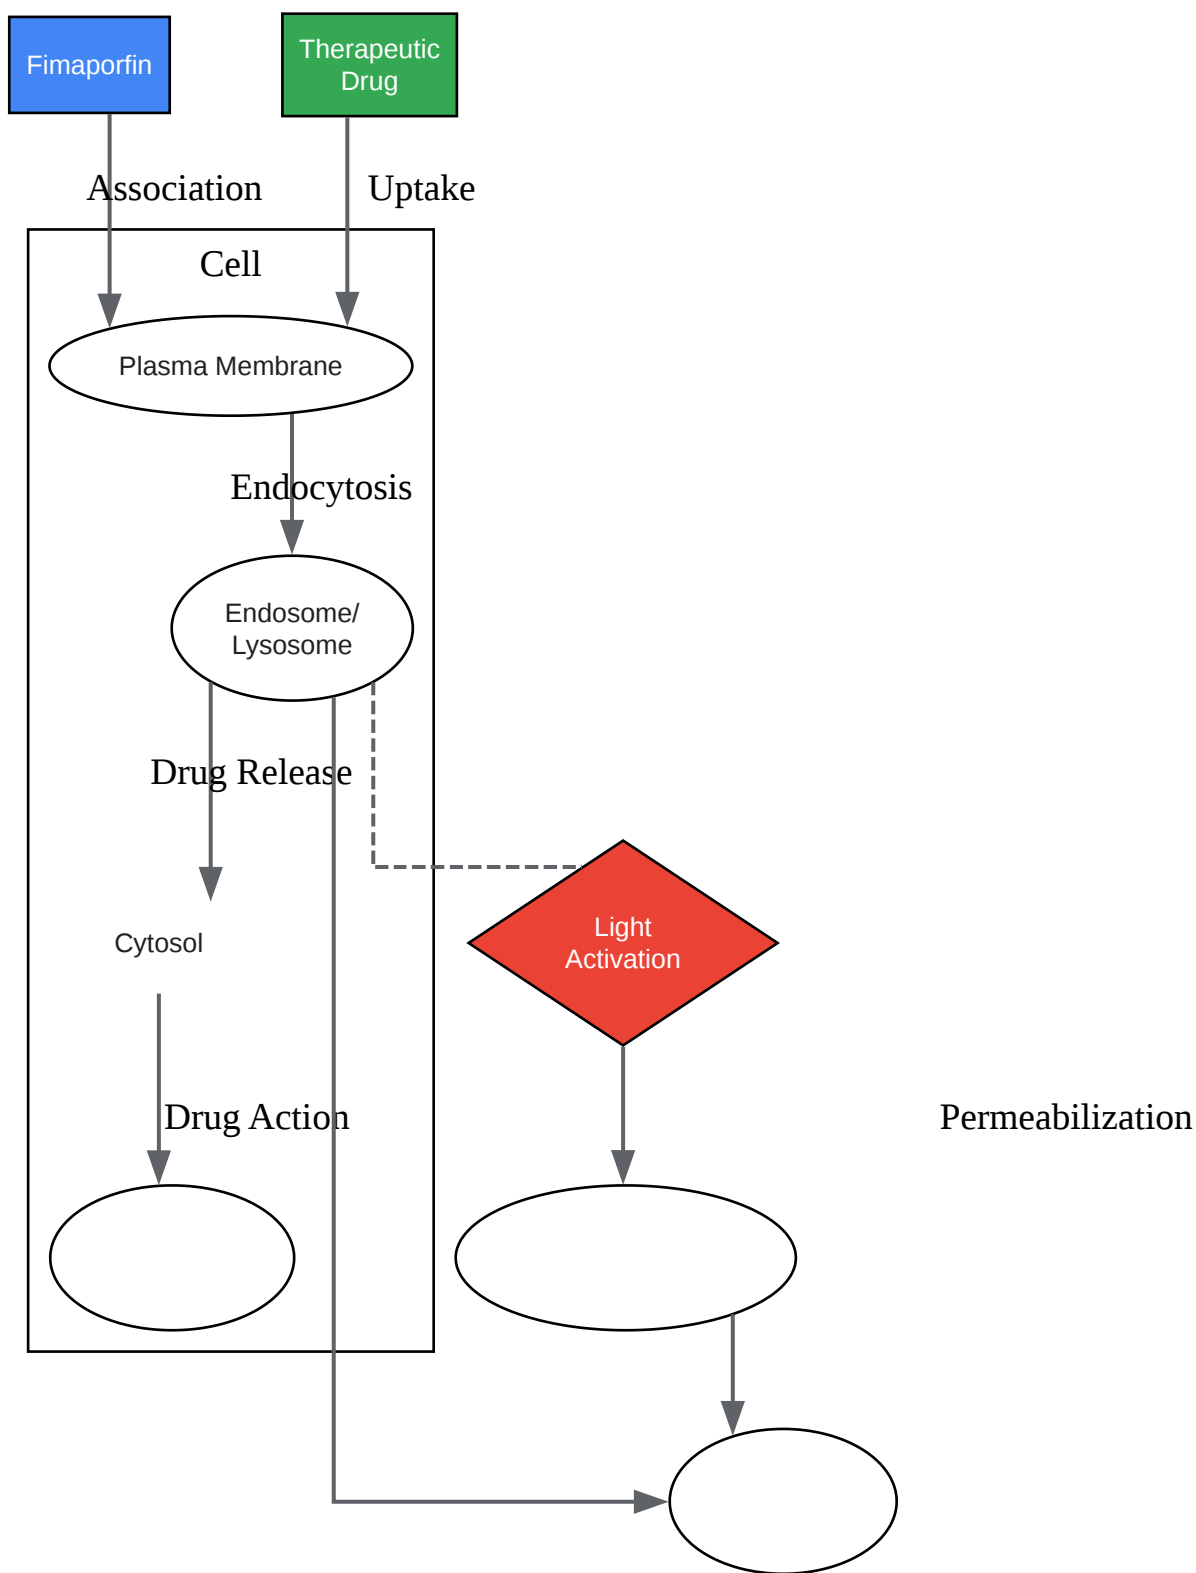 Fimaporfin
Therapeutic
Drug
Association
Uptake
Cell
Plasma Membrane
Endocytosis
Endosome/
Lysosome
Drug Release
Cytosol
Light
Activation
Drug Action
Permeabilization